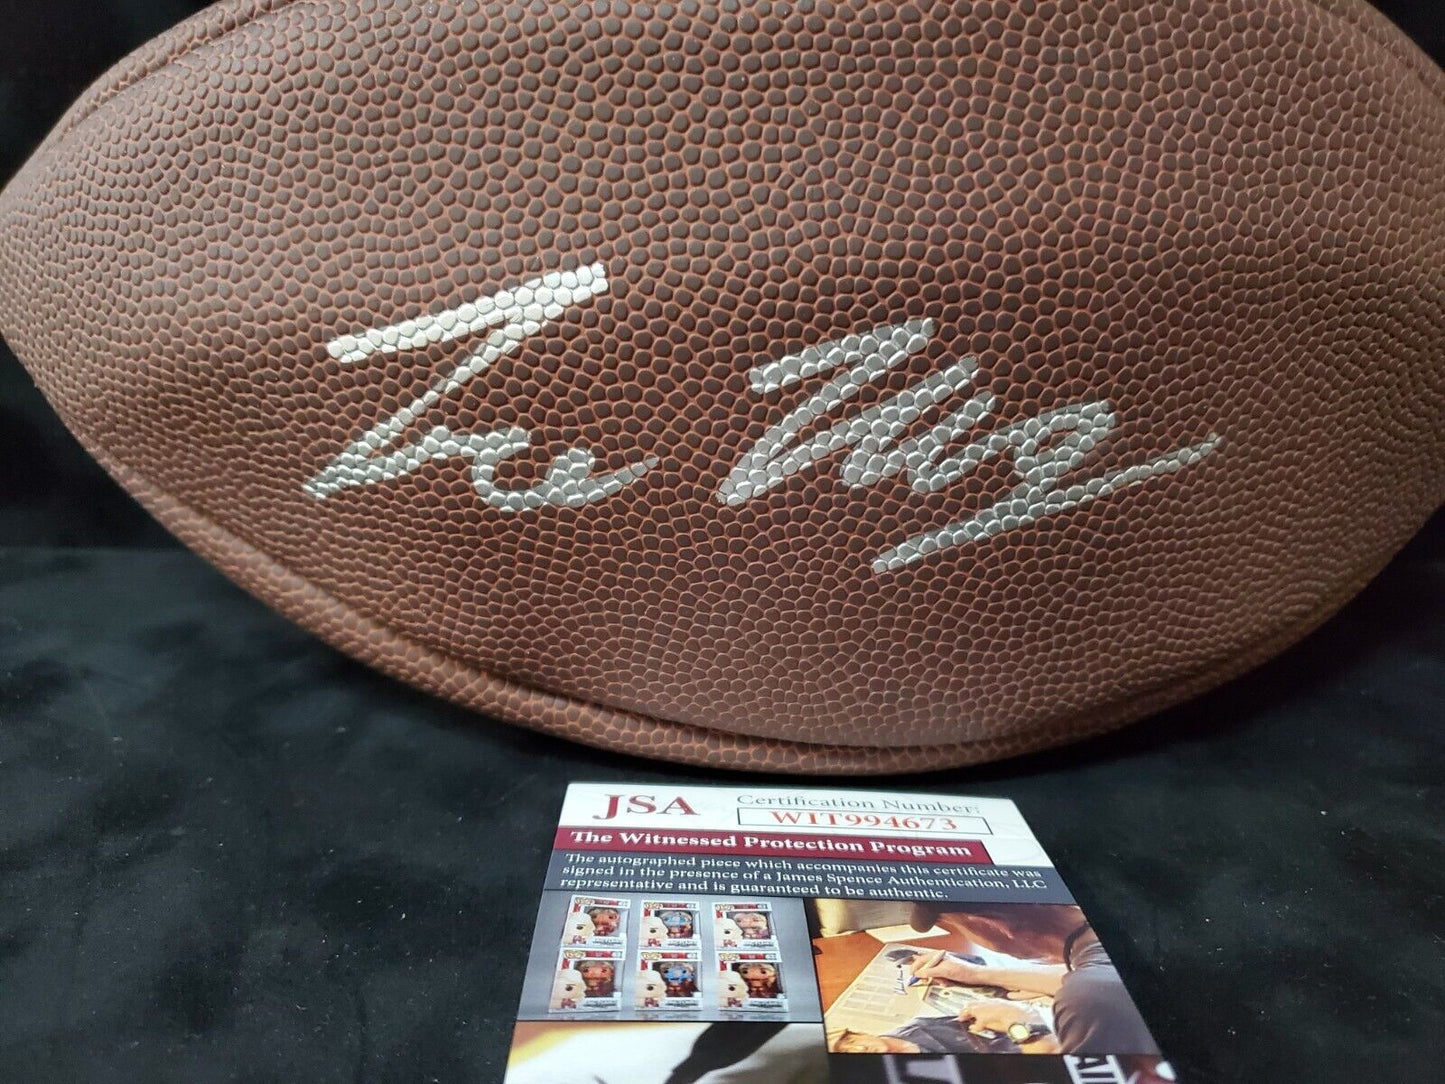 JSA
Certification Number:
WIT994673
The Witnessed Protection Program
The autographed piece which accompanies this certificate was
signed in the presence of a James Spence Authentication, LLC
representative and is guaranteed to be authentic.